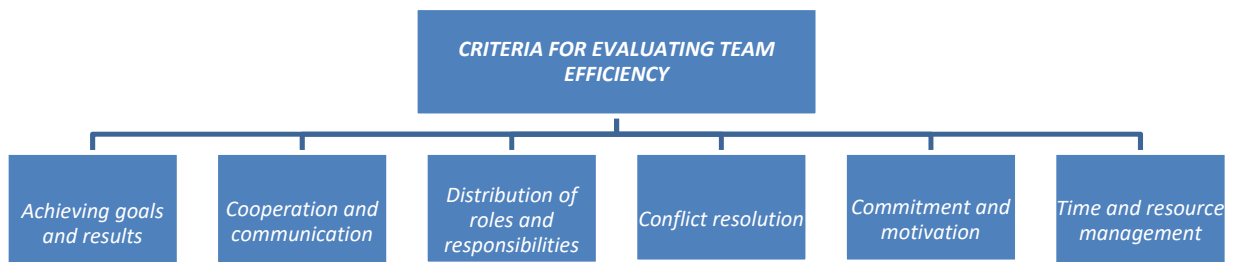 CRITERIA FOR EVALUATING TEAM
EFFICIENCY
Achieving goals
and results
Cooperation and
communication
Distribution of
roles and
responsibilities
Conflict resolution
Commitment and
motivation
Time and resource
management